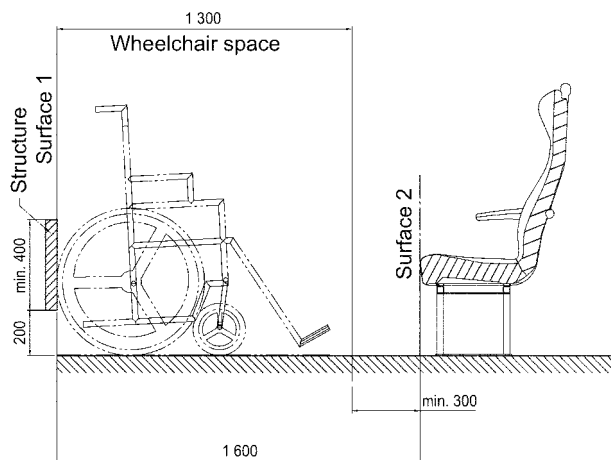 1 300
Wheelchair space
Structure
Surface 1
Surface 2
min. 400
200
min. 300
1 600